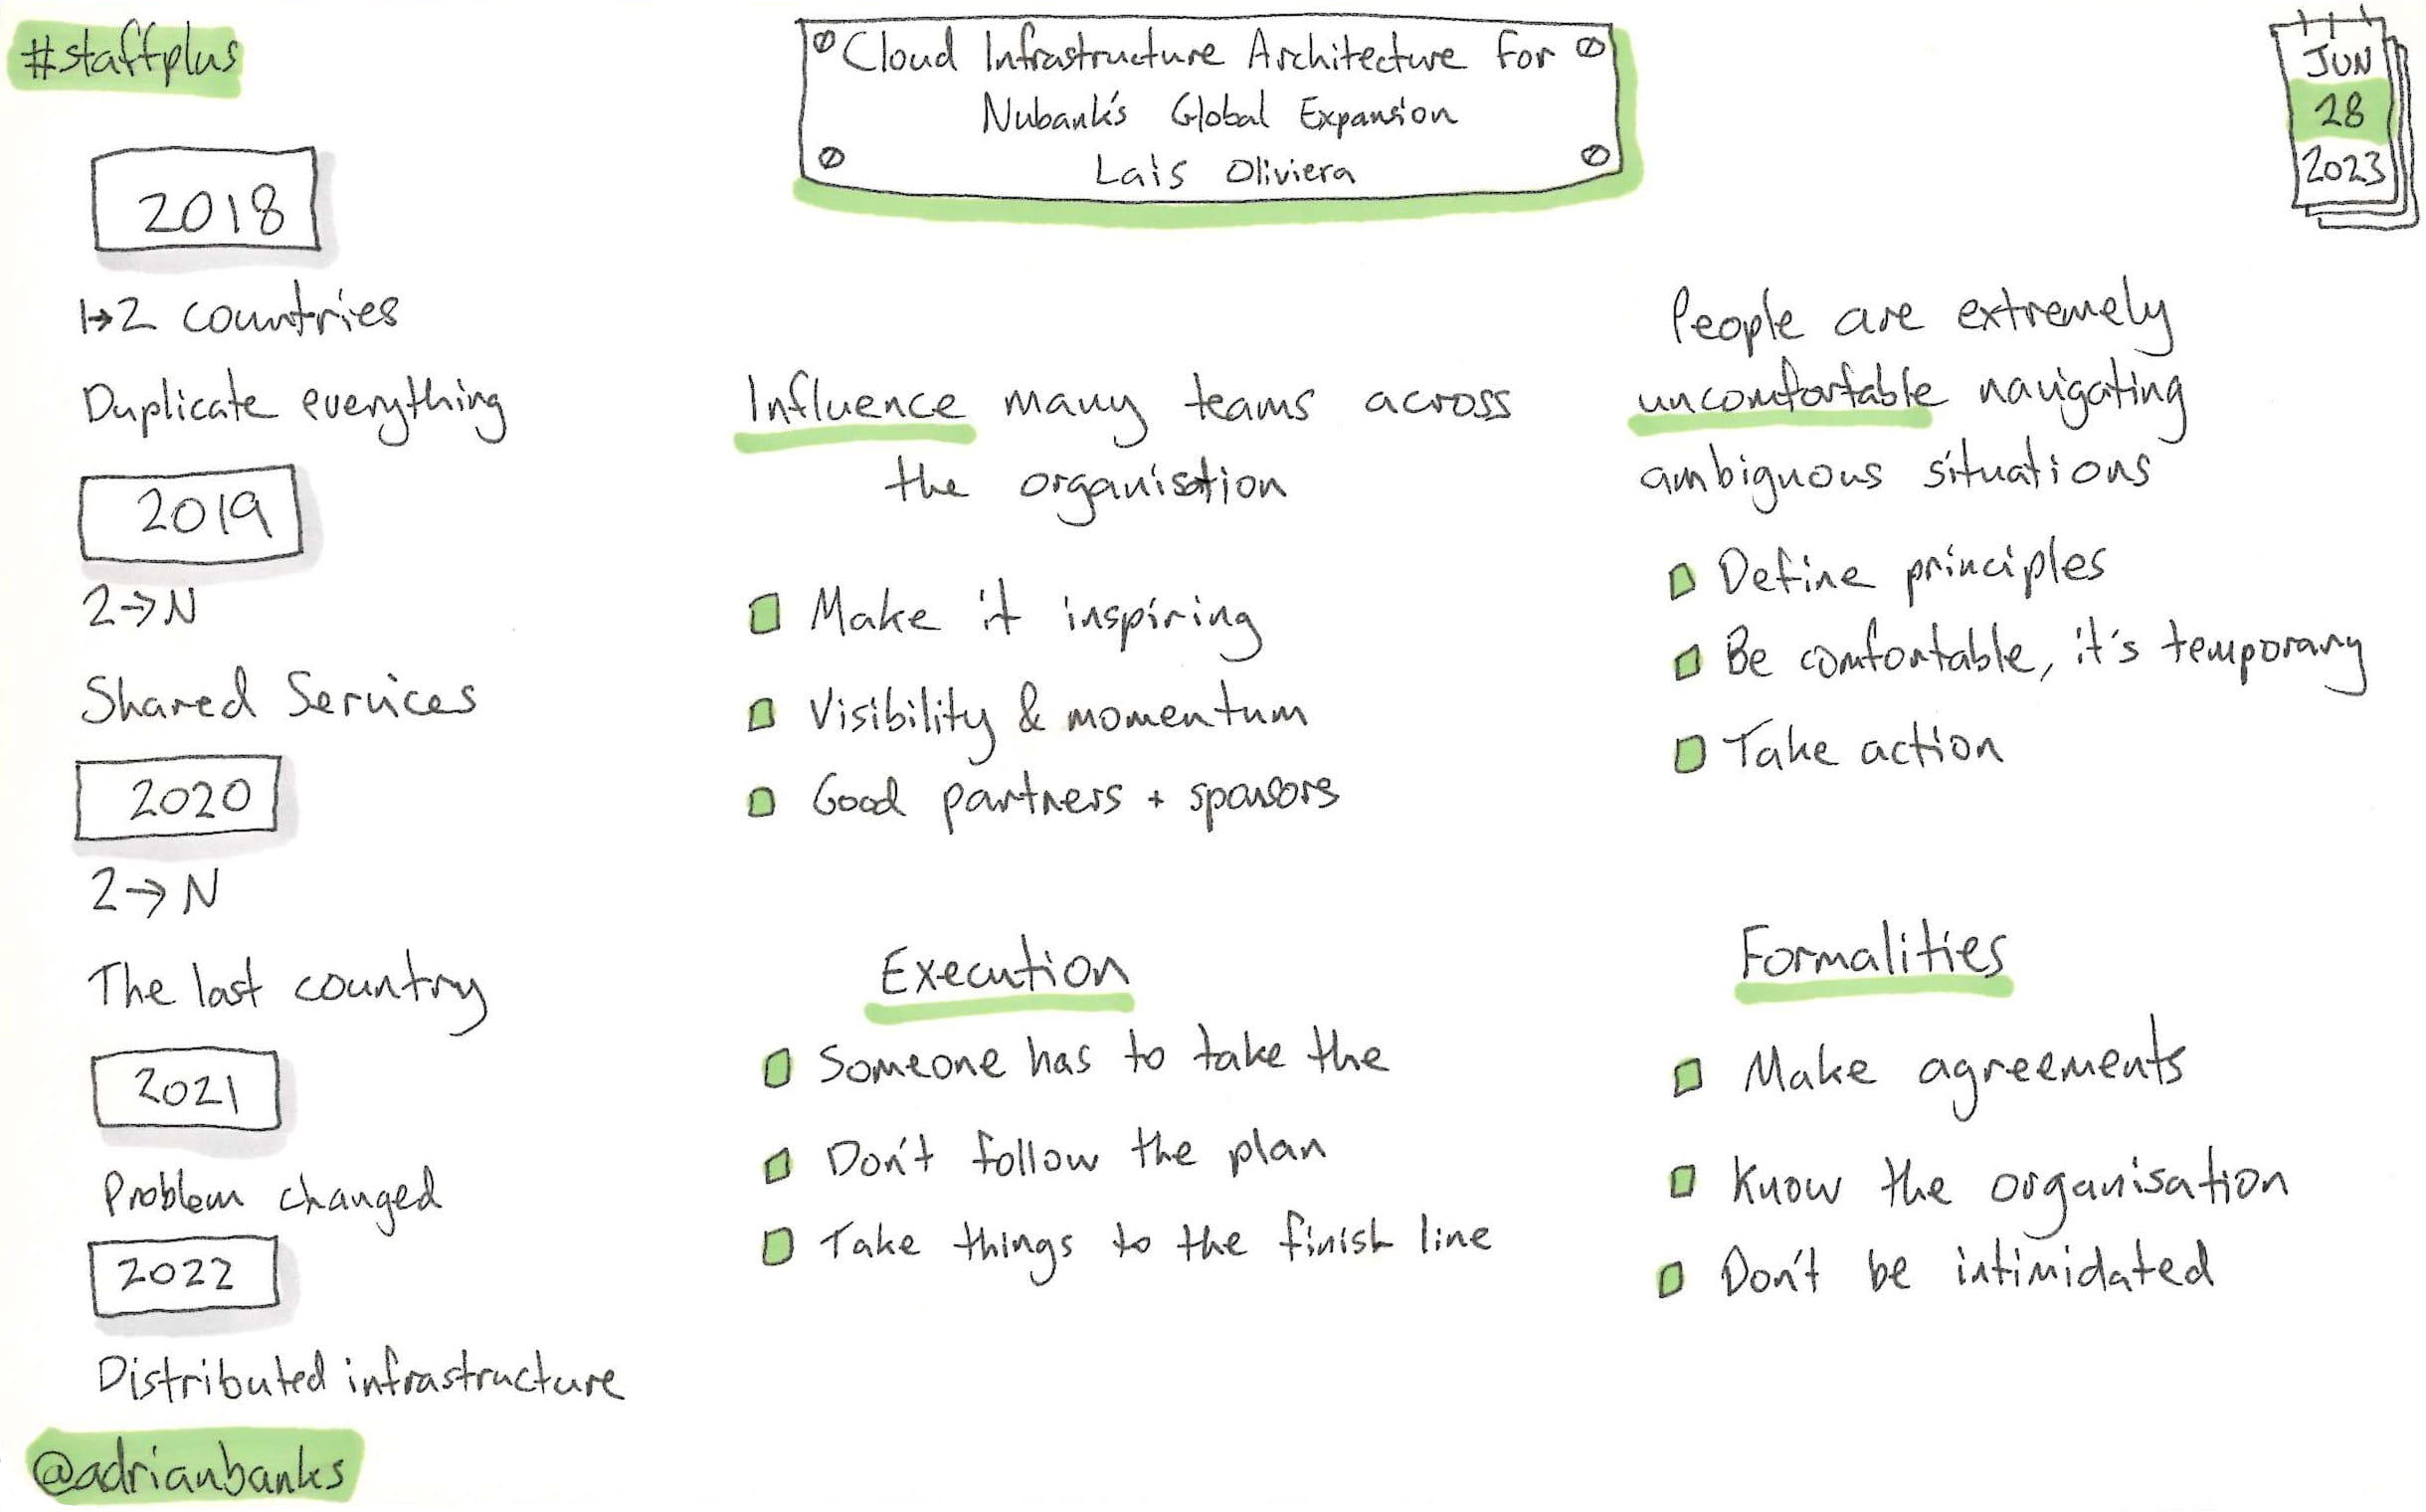 #staffplus
Cloud Infrastructure Architecture for
Nubank's Global Expansion
Lais Oliviera
JUN
28
2023
2018
1→2 countries
Duplicate everything
2019
2→N
Shared Services
2020
2→N
The last country
2021
Problem changed
2022
Distributed infrastructure
@adrianbanks
Influence many teams across
the organisation
Make it inspiring
Visibility & momentum
Good partners + sponsors
Execution
Someone has to take the
Don't follow the plan
Take things to the finish line
People are extremely
uncomfortable navigating
ambiguous situations
Define principles
Be comfortable, it's temporary
Take action
Formalities
Make agreements
Know the organisation
Don't be intimidated